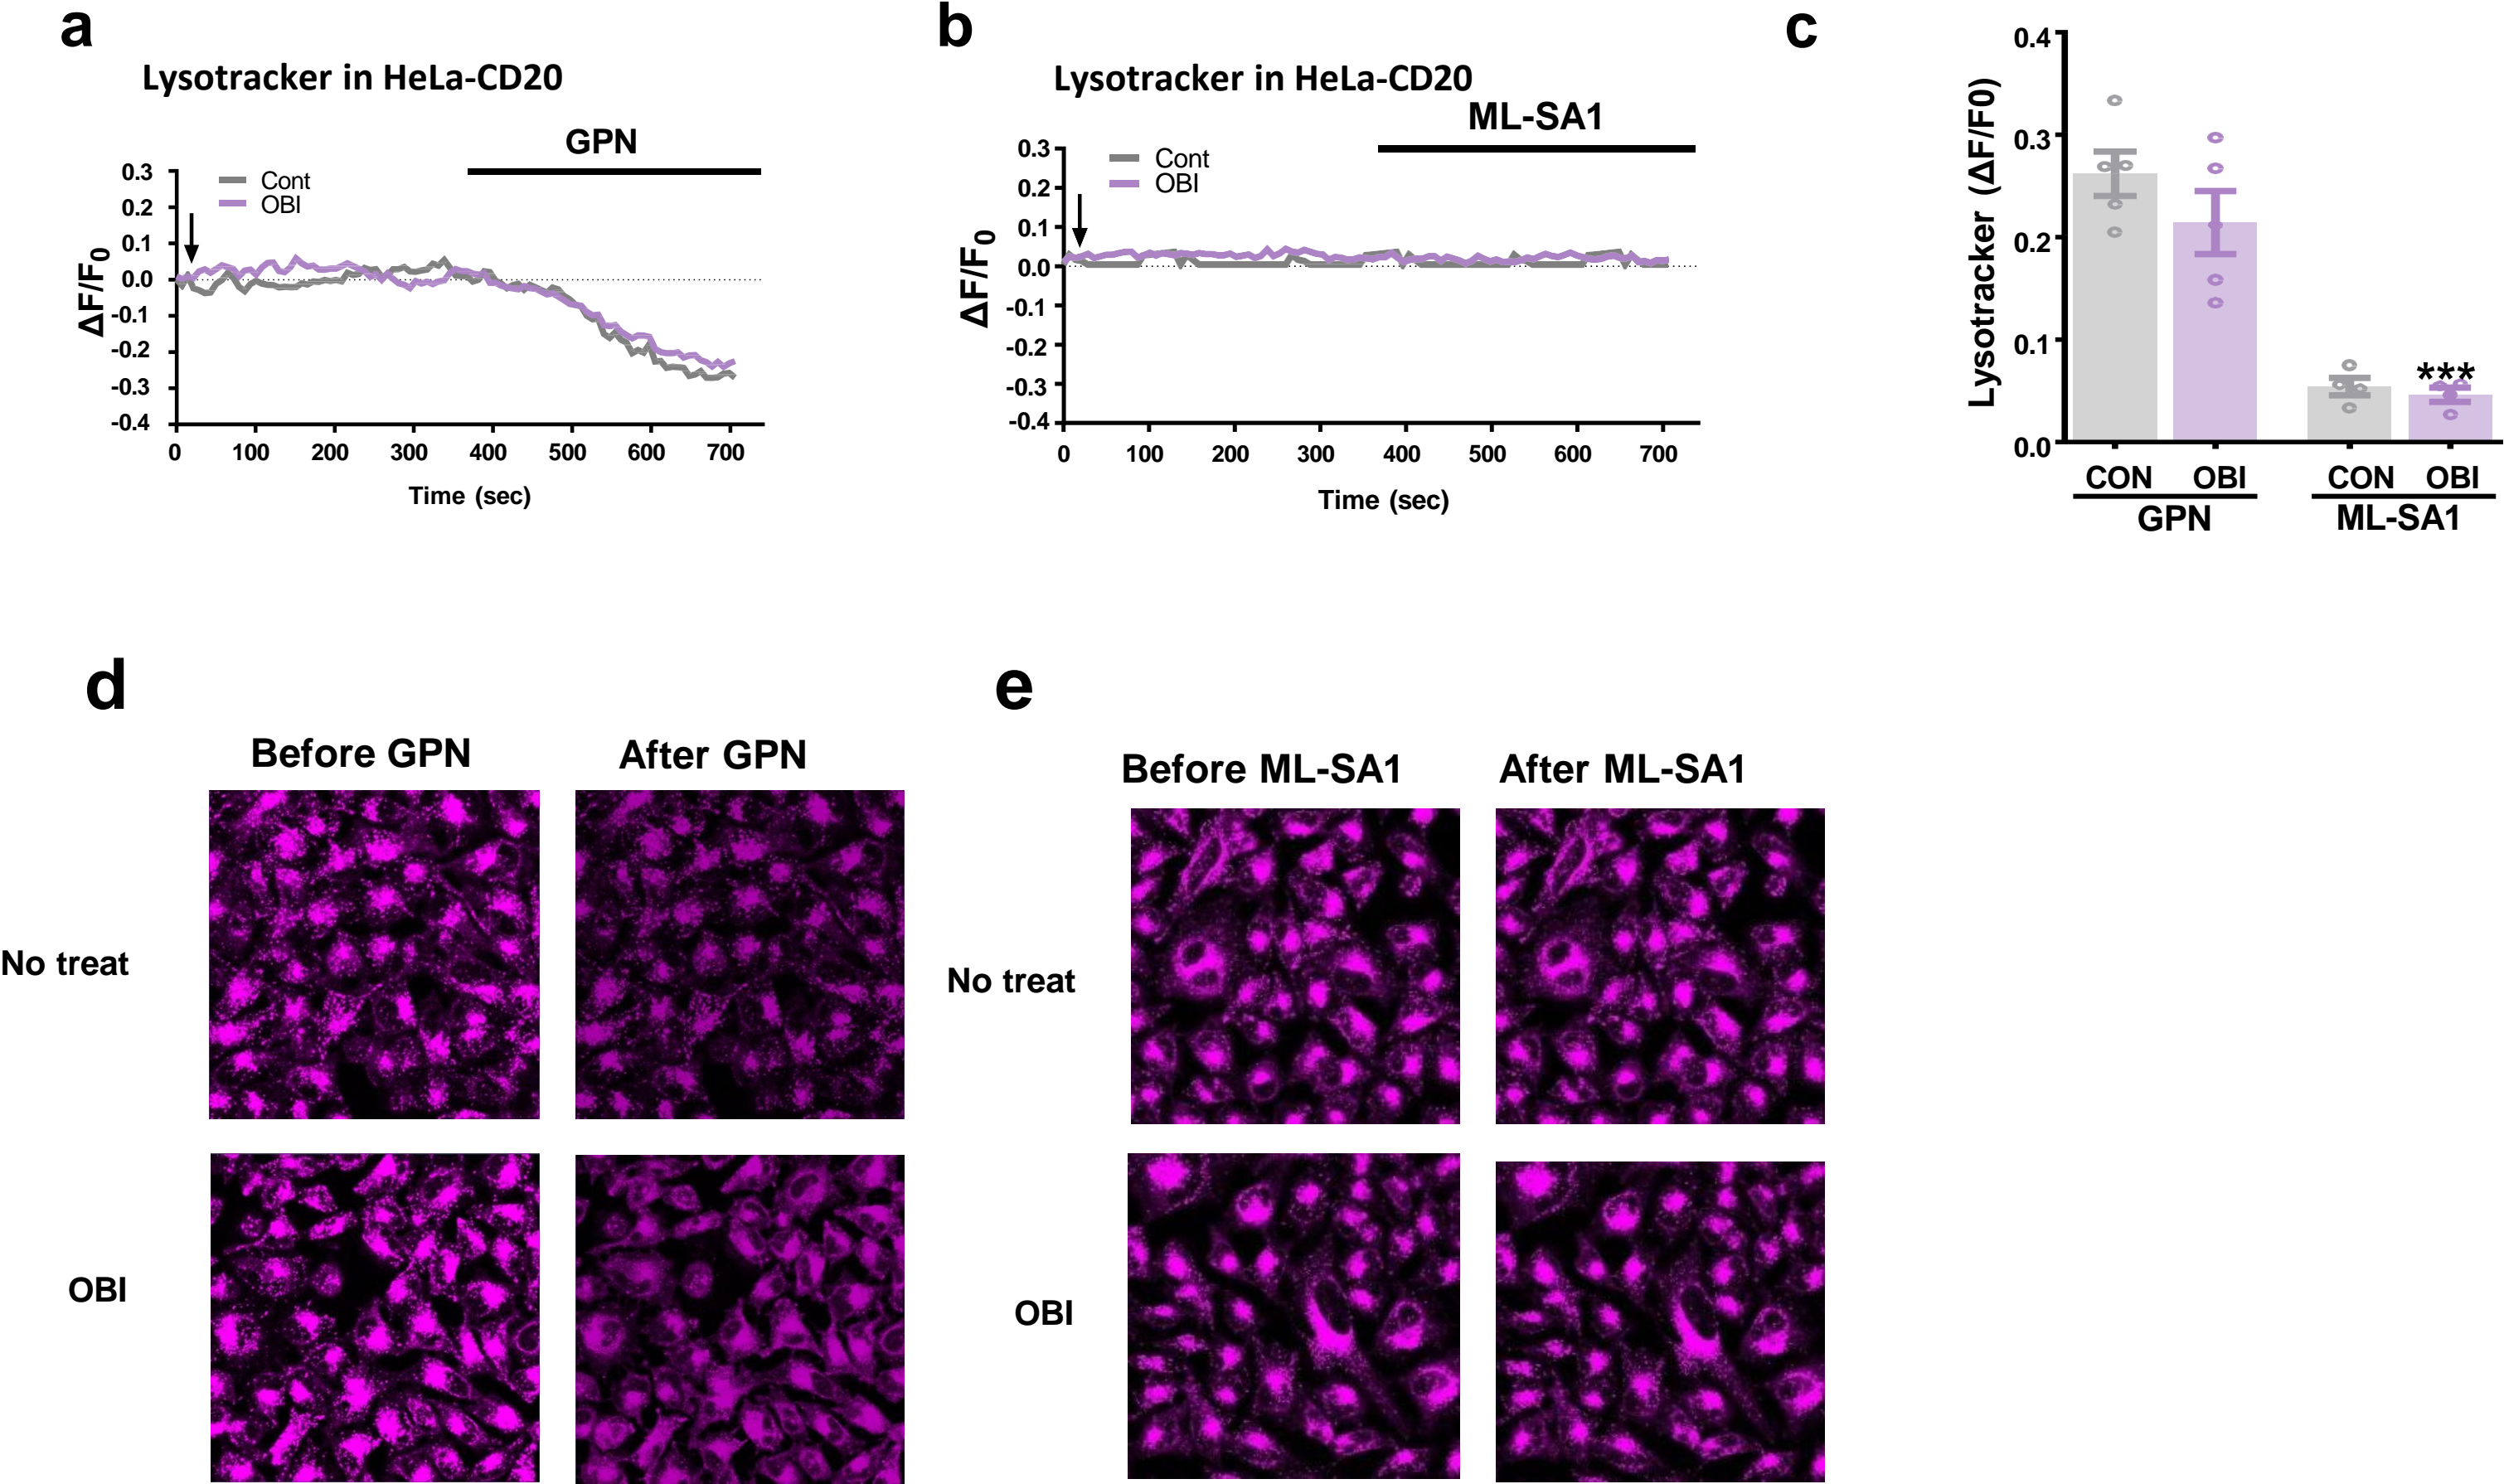 a
Lysotracker in HeLa-CD20
GPN
Cont
OBI
0.3
0.2
0.1
0.0
-0.1
-0.2
-0.3
-0.4
ΔF/F0
0 100 200 300 400 500 600 700
Time (sec)
b
Lysotracker in HeLa-CD20
ML-SA1
Cont
OBI
0.3
0.2
0.1
0.0
-0.1
-0.2
-0.3
-0.4
ΔF/F0
0 100 200 300 400 500 600 700
Time (sec)
c
Lysotracker (ΔF/F0)
0.4
0.3
0.2
0.1
0.0
***
CON OBI CON OBI
GPN ML-SA1
d
Before GPN After GPN
No treat
OBI
e
Before ML-SA1 After ML-SA1
No treat
OBI